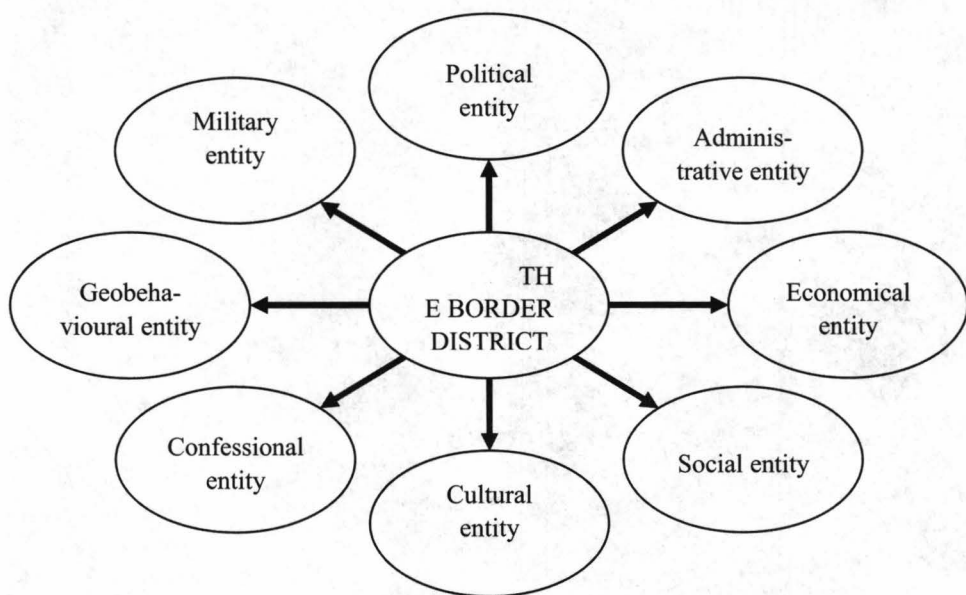 Political
entity
Military
entity
Adminis-
trative entity
TH
E BORDER
DISTRICT
Geobeha-
vioural entity
Economical
entity
Confessional
entity
Social entity
Cultural
entity